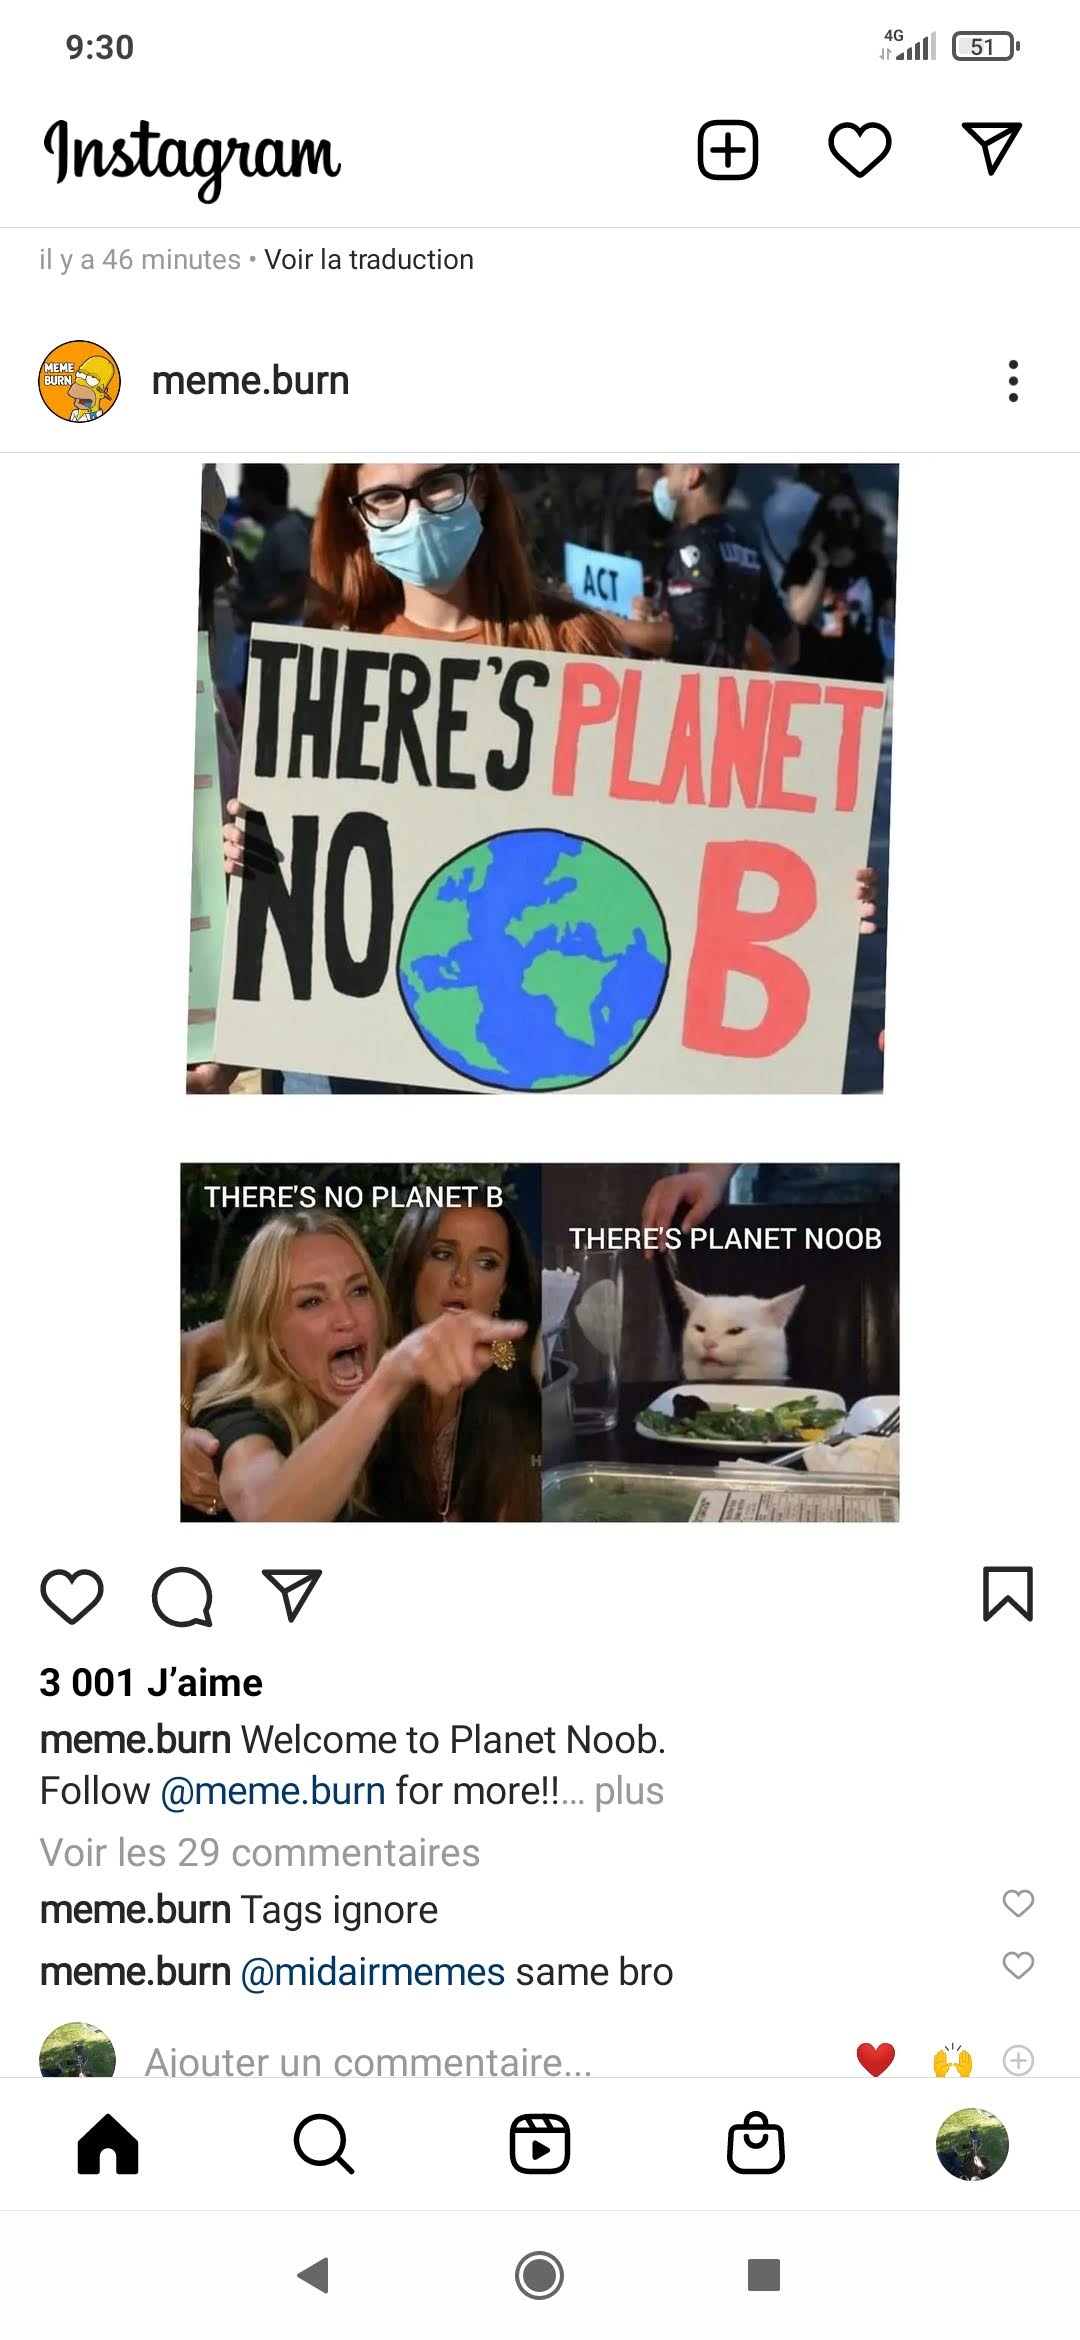 9:30
4G
51
Instagram
il y a 46 minutes • Voir la traduction
MEME
BURN
meme.burn
ACT
THERE'S PLANET
NO B
THERE'S NO PLANET B
THERE'S PLANET NOOB
3 001 J’aime
meme.burn Welcome to Planet Noob.
Follow @meme.burn for more!!... plus
Voir les 29 commentaires
meme.burn Tags ignore
meme.burn @midairmemes same bro
Ajouter un commentaire...